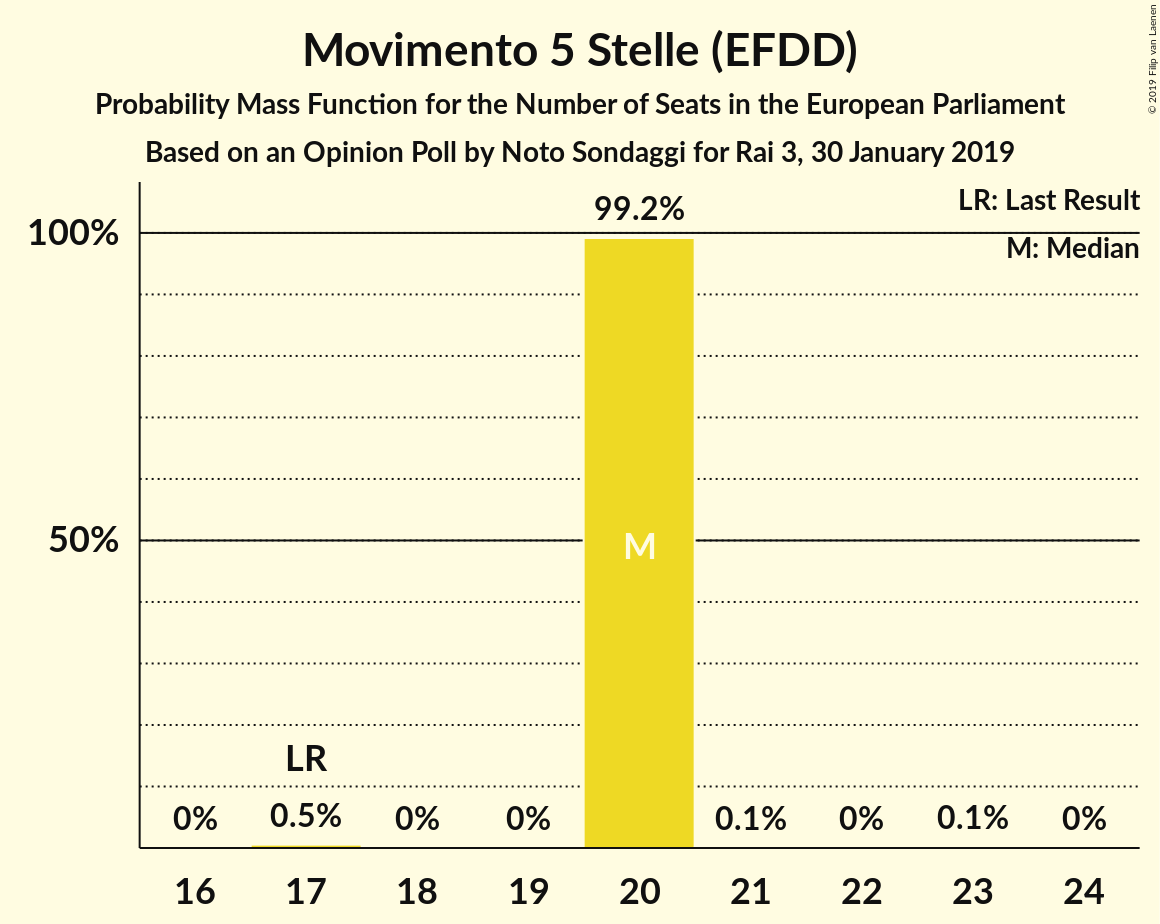 Movimento 5 Stelle (EFDD)
Probability Mass Function for the Number of Seats in the European Parliament
Based on an Opinion Poll by Noto Sondaggi for Rai 3, 30 January 2019
© 2019 Filip van Laenen
LR: Last Result
M: Median
99.2%
100%
50%
M
LR
0% 0.5% 0% 0% 0.1% 0% 0.1% 0%
16 17 18 19 20 21 22 23 24